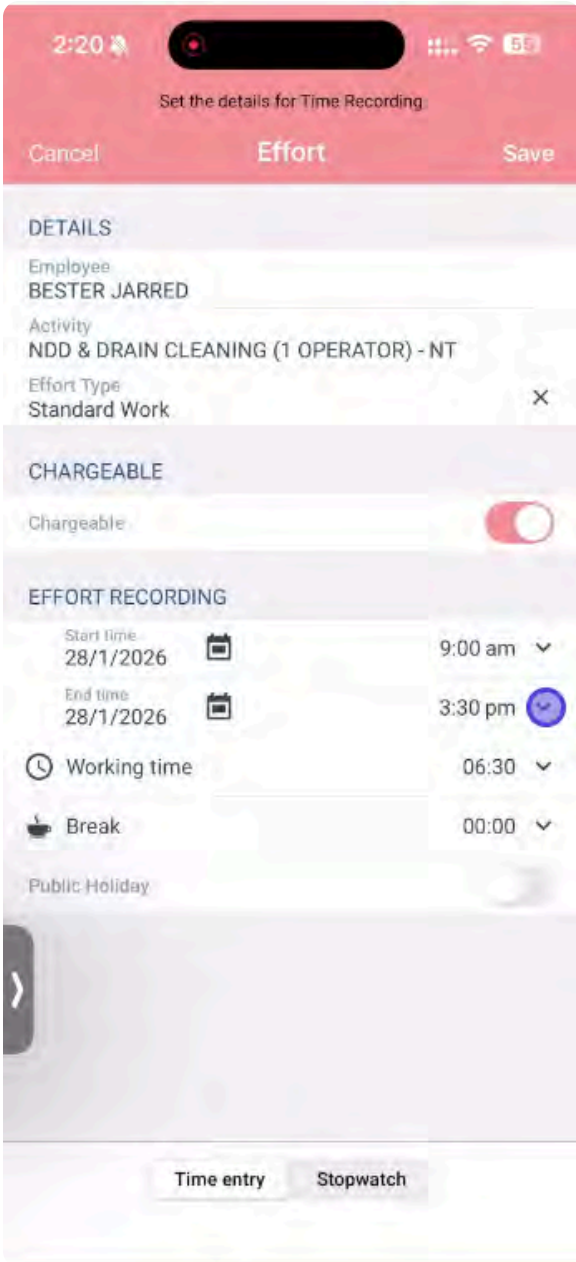 2:20
55
Set the details for Time Recording
Cancel Effort Save
DETAILS
Employee
BESTER JARRED
Activity
NDD & DRAIN CLEANING (1 OPERATOR) - NT
Effort Type
Standard Work
CHARGEABLE
Chargeable
EFFORT RECORDING
Start time
28/1/2026 9:00 am
End time
28/1/2026 3:30 pm
Working time 06:30
Break 00:00
Public Holiday
Time entry Stopwatch